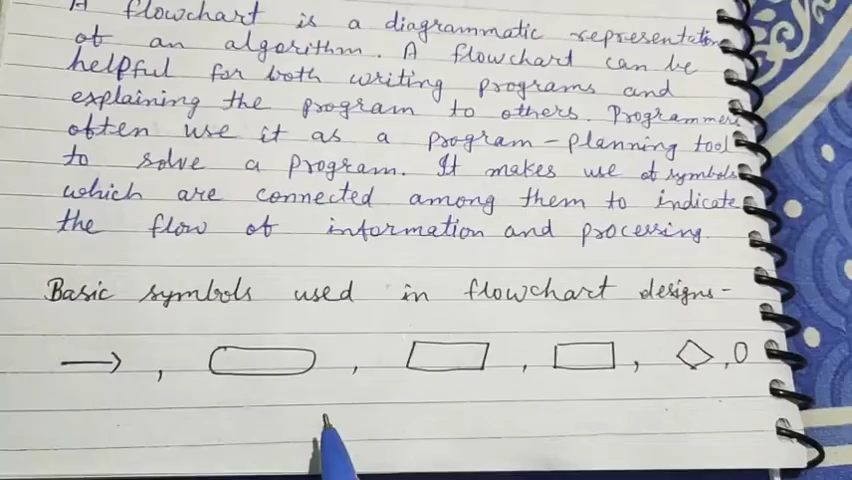 A flowchart is a diagrammatic representation
of an algorithm. A flowchart can be
helpful for both writing programs and
explaining the program to others. Programmers
often use it as a program-planning tool
to solve a program. It makes use of symbols
which are connected among them to indicate
the flow of information and processing.
Basic symbols used in flowchart designs-